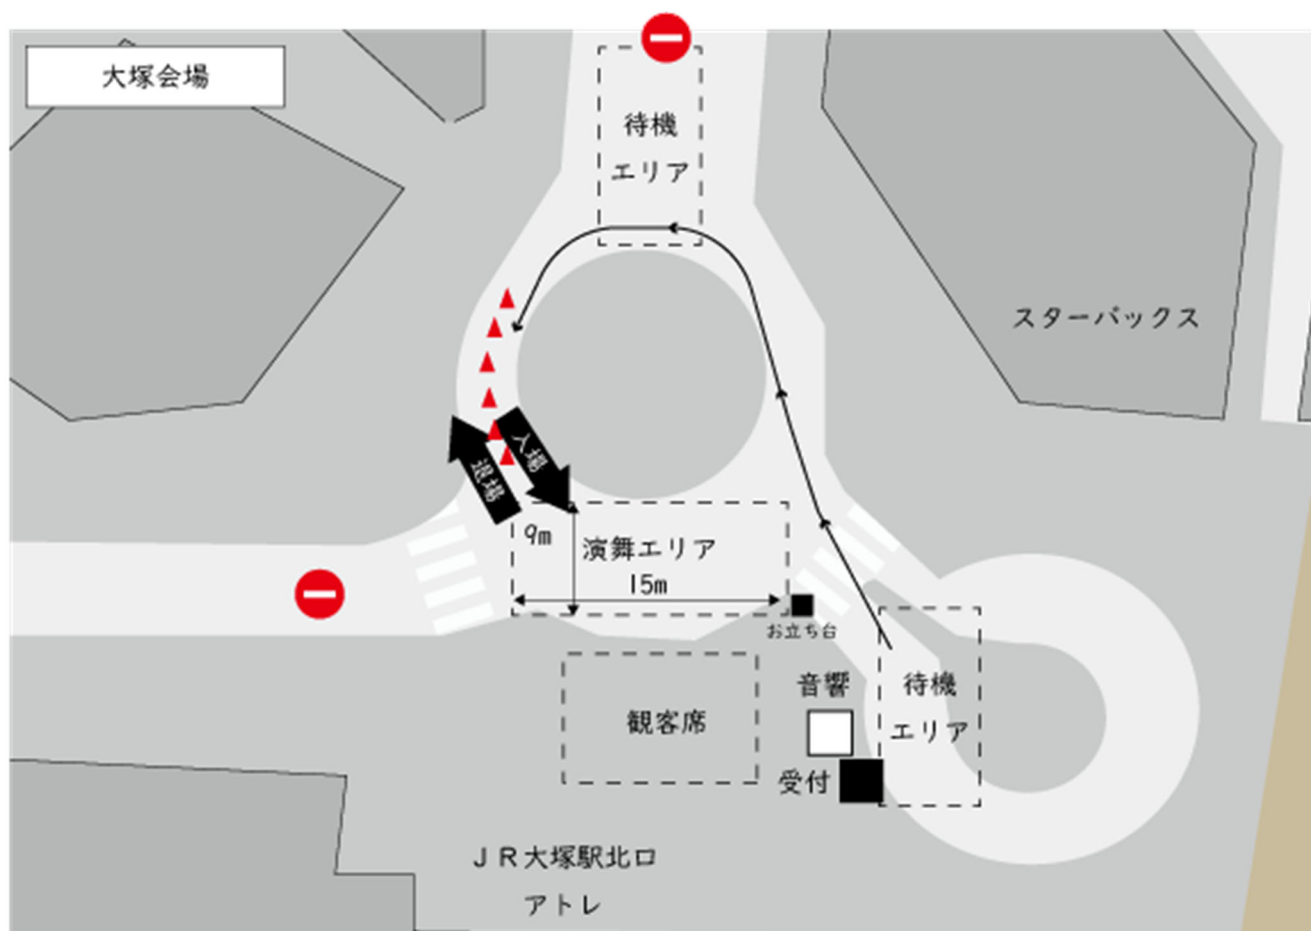 大塚会場
待機
エリア
スターバックス
入場
退場
9m
演舞エリア
15m
お立ち台
音響
待機
エリア
観客席
受付
JR大塚駅北口
アトレ